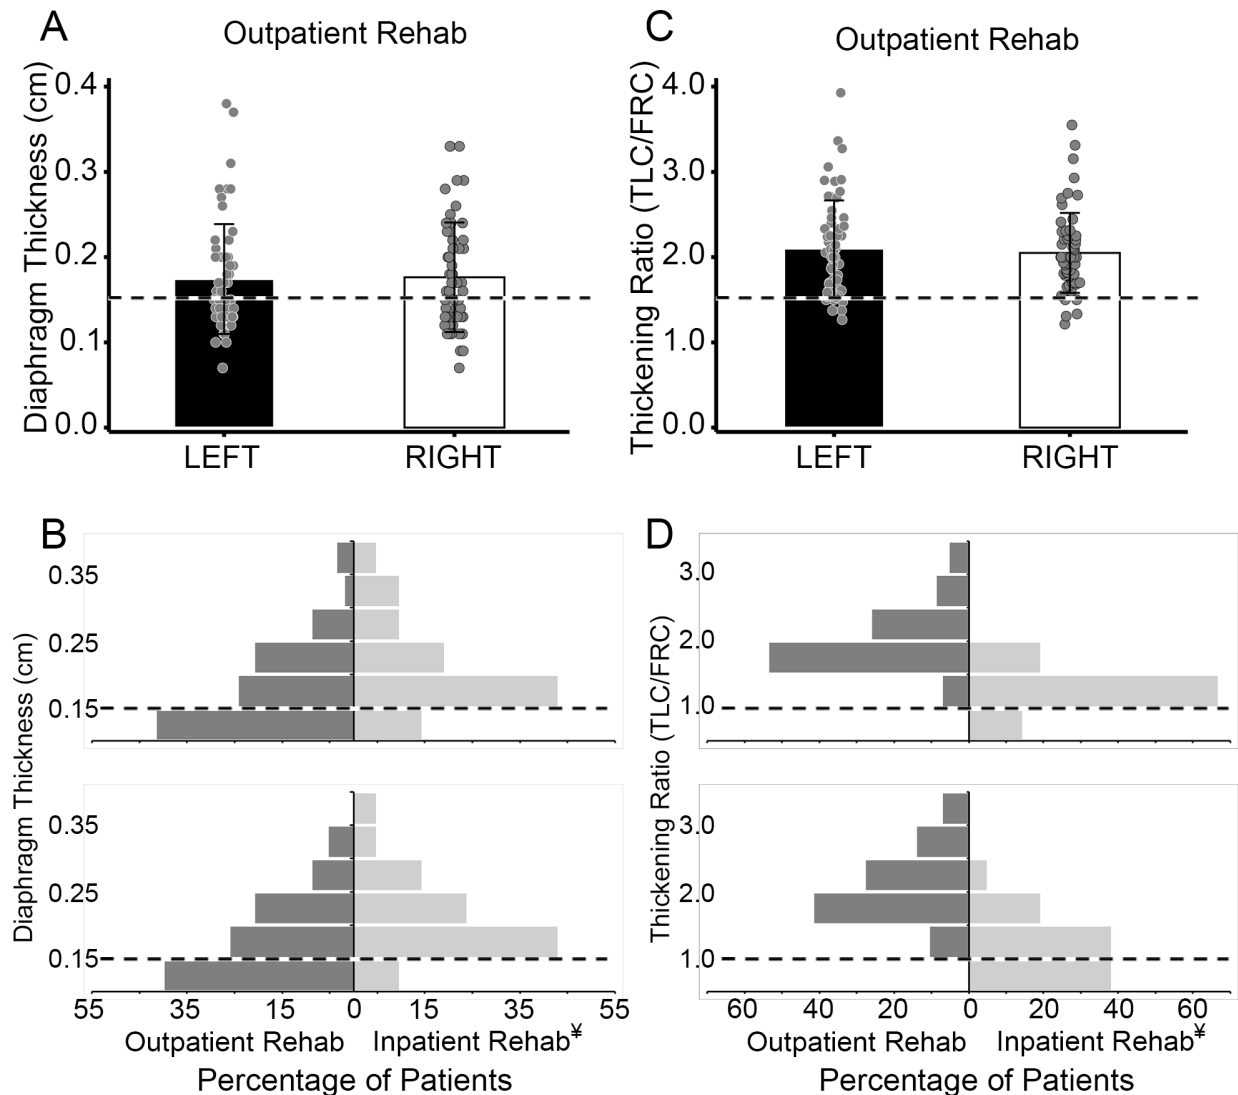 A
Outpatient Rehab
Diaphragm Thickness (cm)
0.4
0.3
0.2
0.1
0.0
LEFT
RIGHT
C
Outpatient Rehab
Thickening Ratio (TLC/FRC)
4.0
3.0
2.0
1.0
0.0
LEFT
RIGHT
B
Diaphragm Thickness (cm)
0.35
0.25
0.15
0.35
0.25
0.15
55
35
15
0
15
35
55
Outpatient Rehab
Inpatient Rehab¥
Percentage of Patients
D
Thickening Ratio (TLC/FRC)
3.0
2.0
1.0
3.0
2.0
1.0
60
40
20
0
20
40
60
Outpatient Rehab
Inpatient Rehab¥
Percentage of Patients